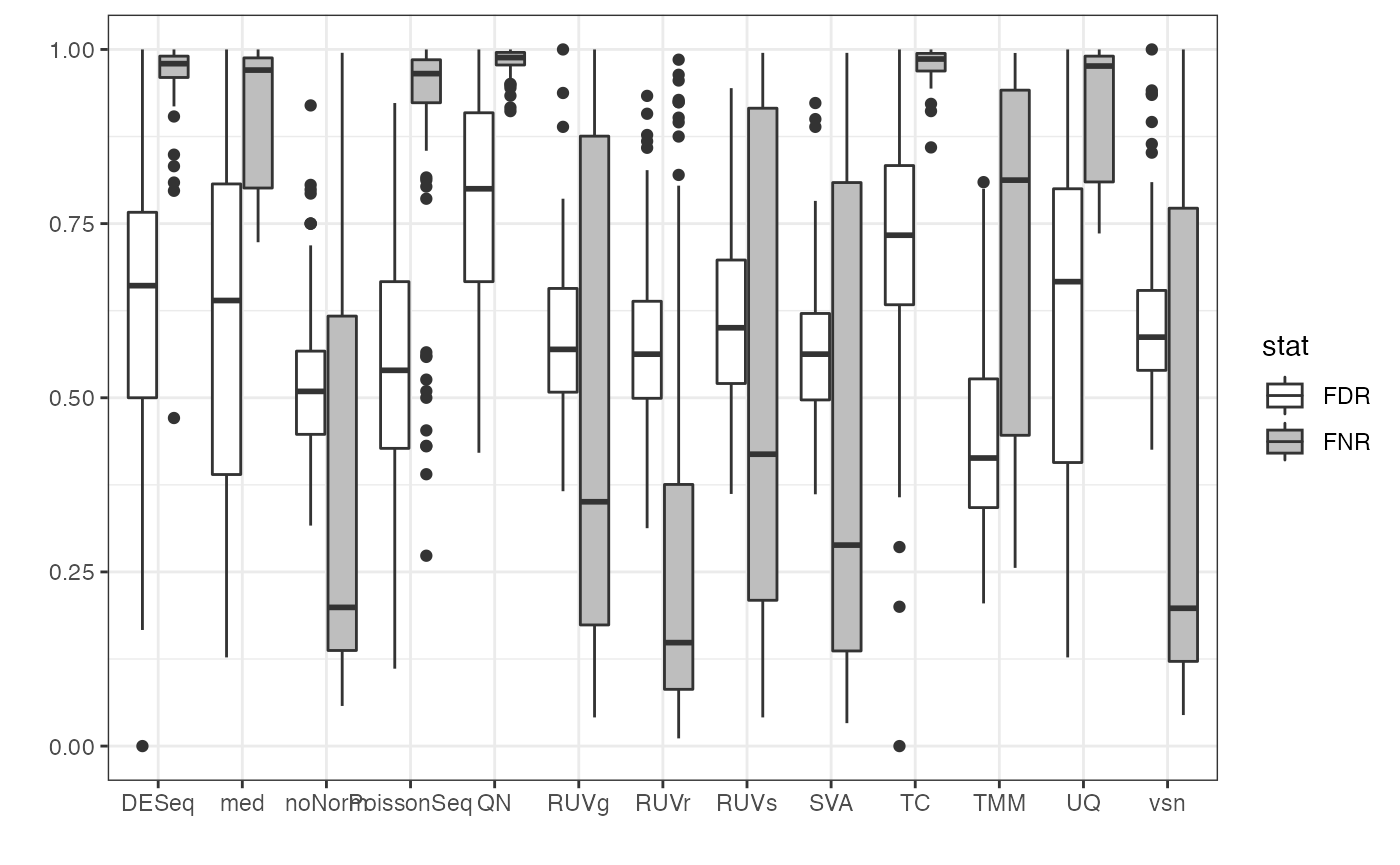 1.00
0.75
0.50
0.25
0.00
DESeq med noNorm PoissonSeq QN RUVg RUVr RUVs SVA TC TMM UQ vsn
stat
FDR
FNR